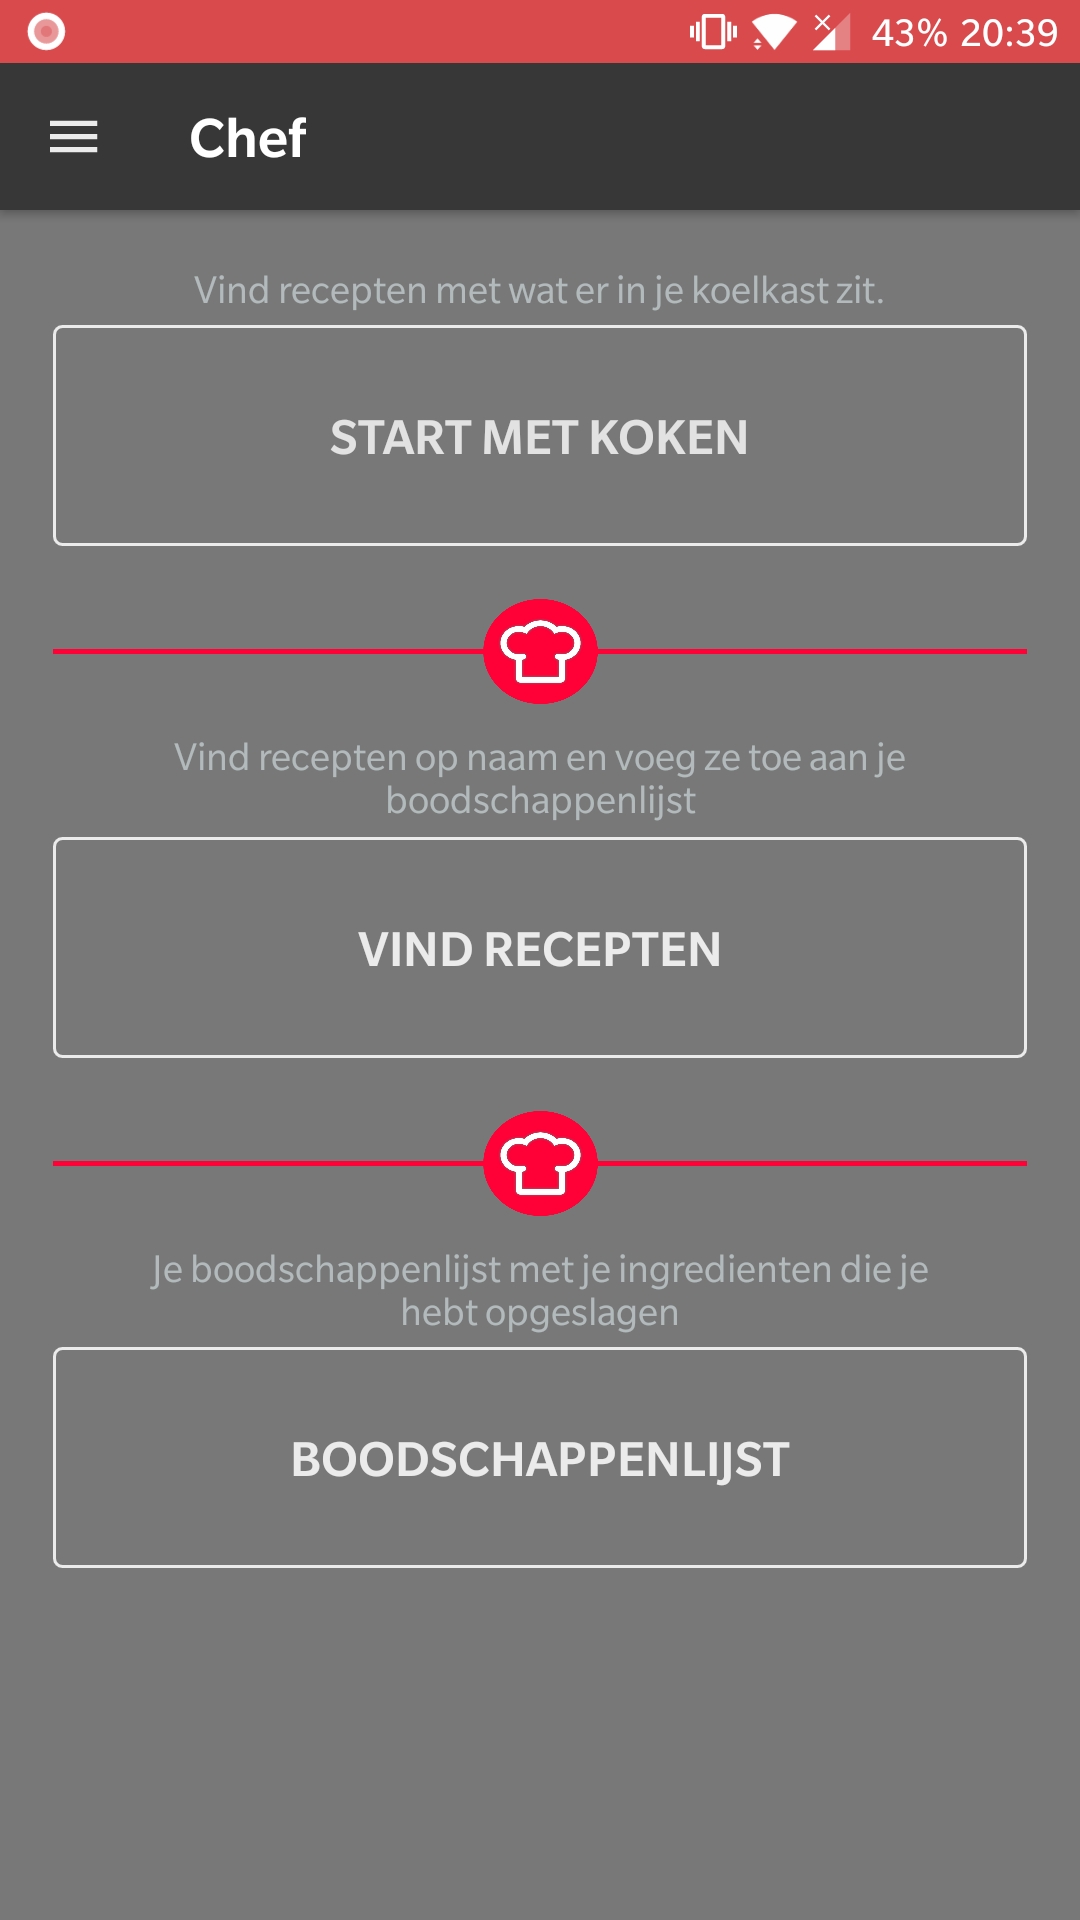 43% 20:39
Chef
Vind recepten met wat er in je koelkast zit.
START MET KOKEN
Vind recepten op naam en voeg ze toe aan je
boodschappenlijst
VIND RECEPTEN
Je boodschappenlijst met je ingredienten die je
hebt opgeslagen
BOODSCHAPPENLIJST